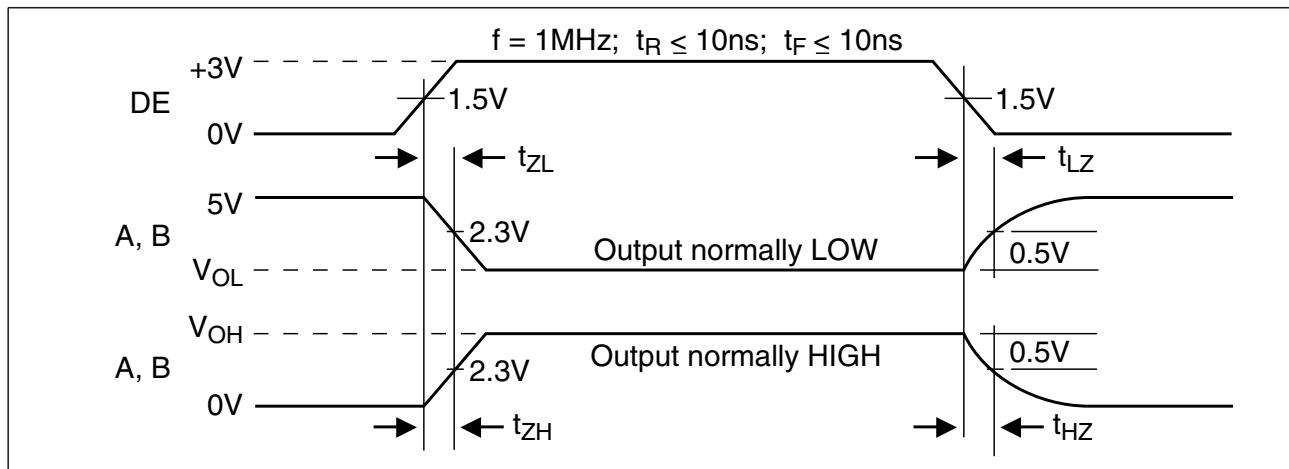 f = 1MHz; tR ≤ 10ns; tF ≤ 10ns
+3V
DE
1.5V
1.5V
0V
tZL
tLZ
5V
A, B
2.3V
Output normally LOW
0.5V
VOL
VOH
A, B
2.3V
Output normally HIGH
0.5V
0V
tZH
tHZ